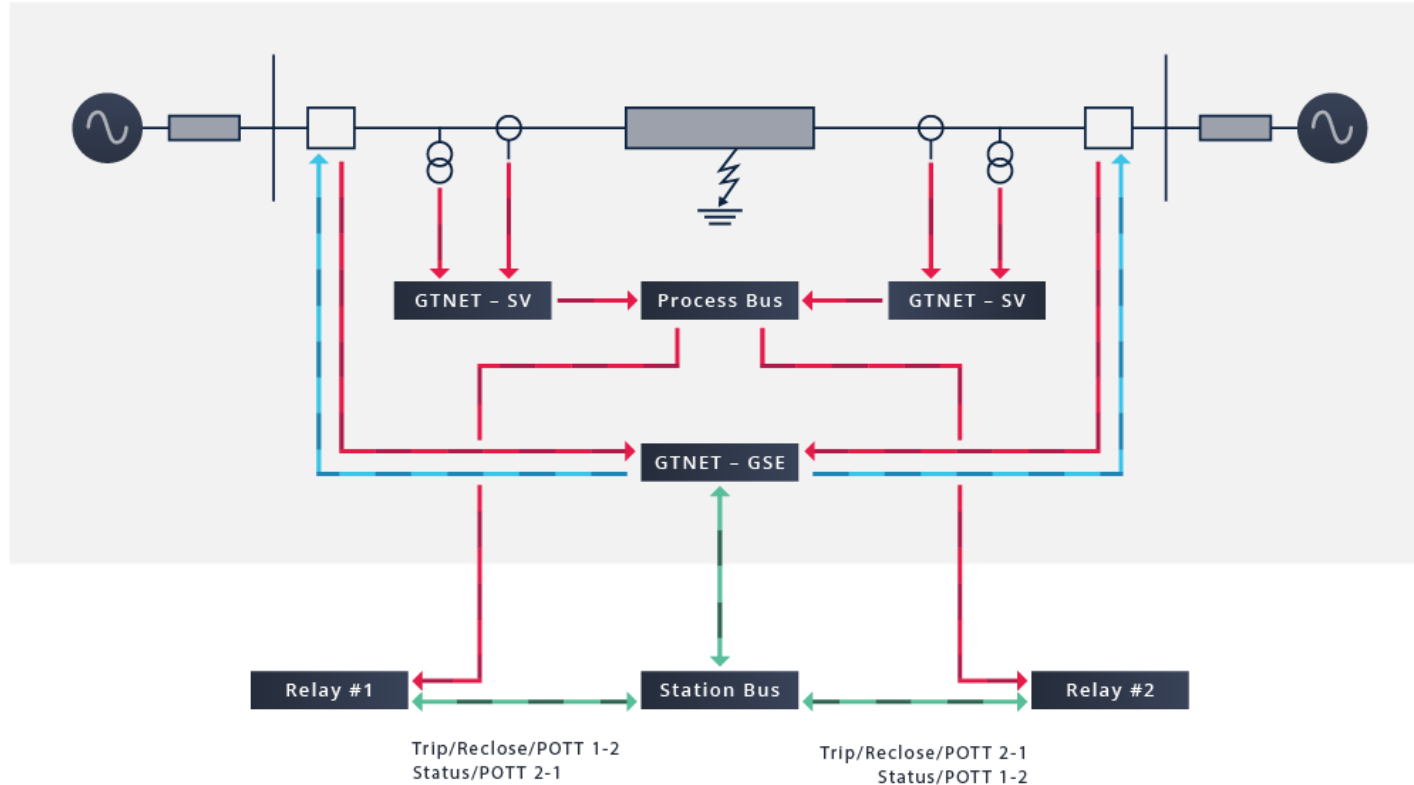 GTNET – SV
Process Bus
GTNET – SV
GTNET – GSE
Relay #1
Station Bus
Relay #2
Trip/Reclose/POTT 1-2
Status/POTT 2-1
Trip/Reclose/POTT 2-1
Status/POTT 1-2